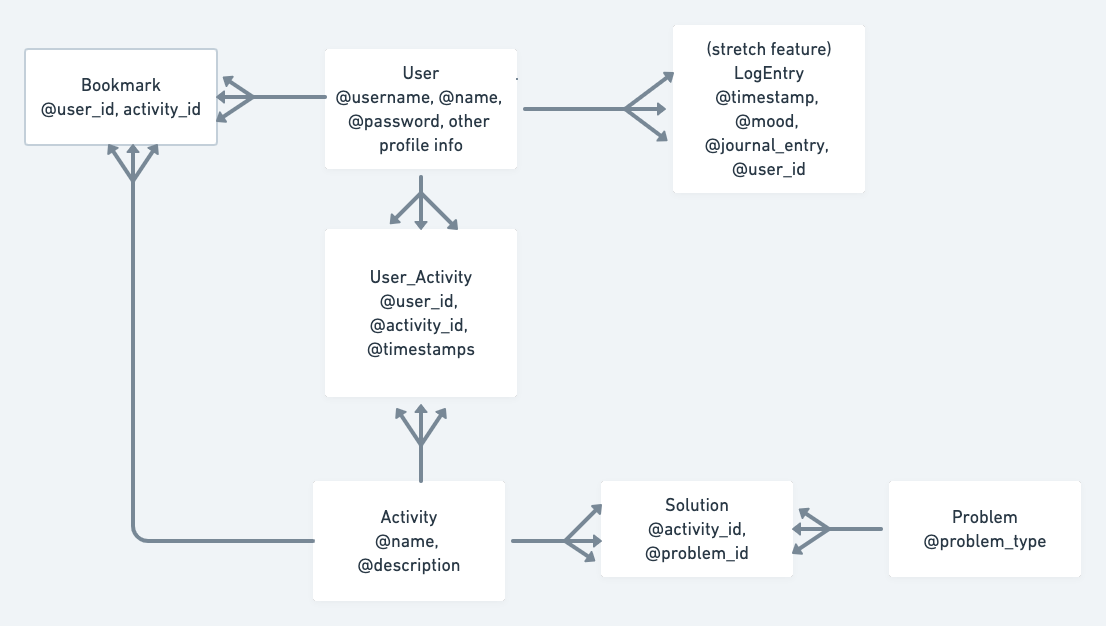 Bookmark
@user_id, activity_id
User
@username, @name,
@password, other
profile info
(stretch feature)
LogEntry
@timestamp,
@mood,
@journal_entry,
@user_id
User_Activity
@user_id,
@activity_id,
@timestamps
Activity
@name,
@description
Solution
@activity_id,
@problem_id
Problem
@problem_type